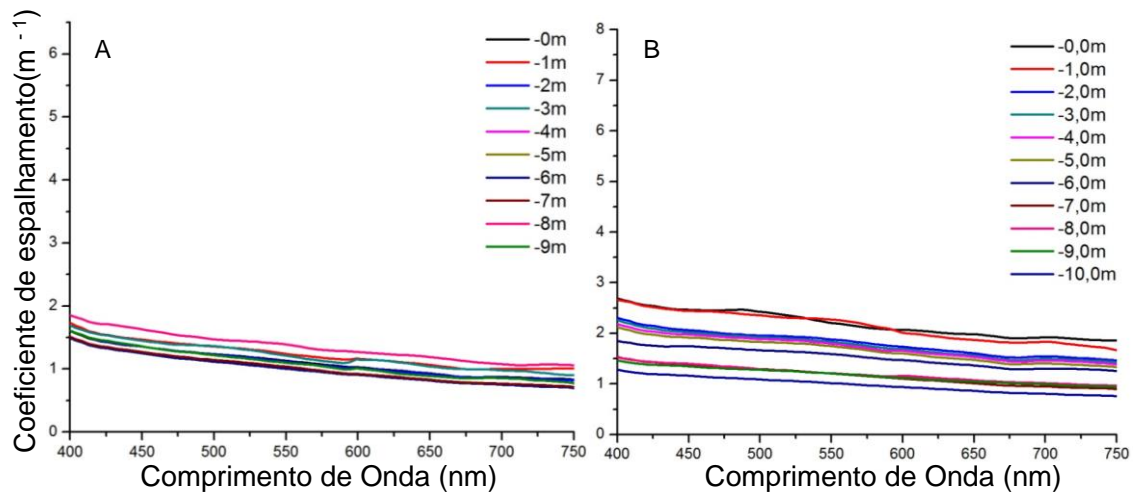 Coeficiente de espalhamento(m⁻¹)
A
6
5
4
3
2
1
0
-0m
-1m
-2m
-3m
-4m
-5m
-6m
-7m
-8m
-9m
400 450 500 550 600 650 700 750
Comprimento de Onda (nm)
B
8
7
6
5
4
3
2
1
0
-0,0m
-1,0m
-2,0m
-3,0m
-4,0m
-5,0m
-6,0m
-7,0m
-8,0m
-9,0m
-10,0m
400 450 500 550 600 650 700 750
Comprimento de Onda (nm)